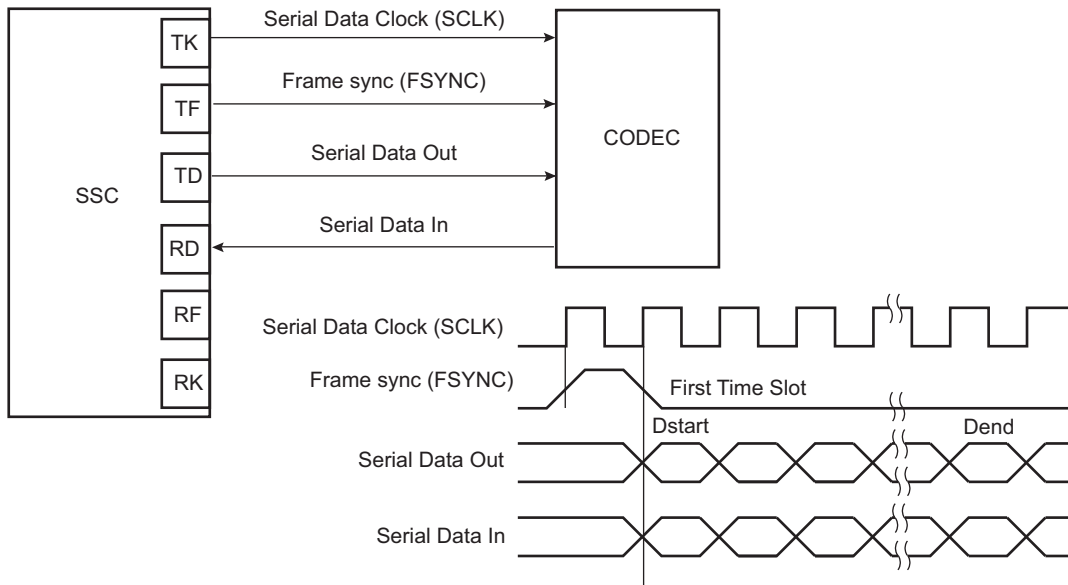 Serial Data Clock (SCLK)
TK
Frame sync (FSYNC)
TF
CODEC
Serial Data Out
TD
SSC
Serial Data In
RD
RF
Serial Data Clock (SCLK)
RK
Frame sync (FSYNC)
First Time Slot
Dstart
Dend
Serial Data Out
Serial Data In